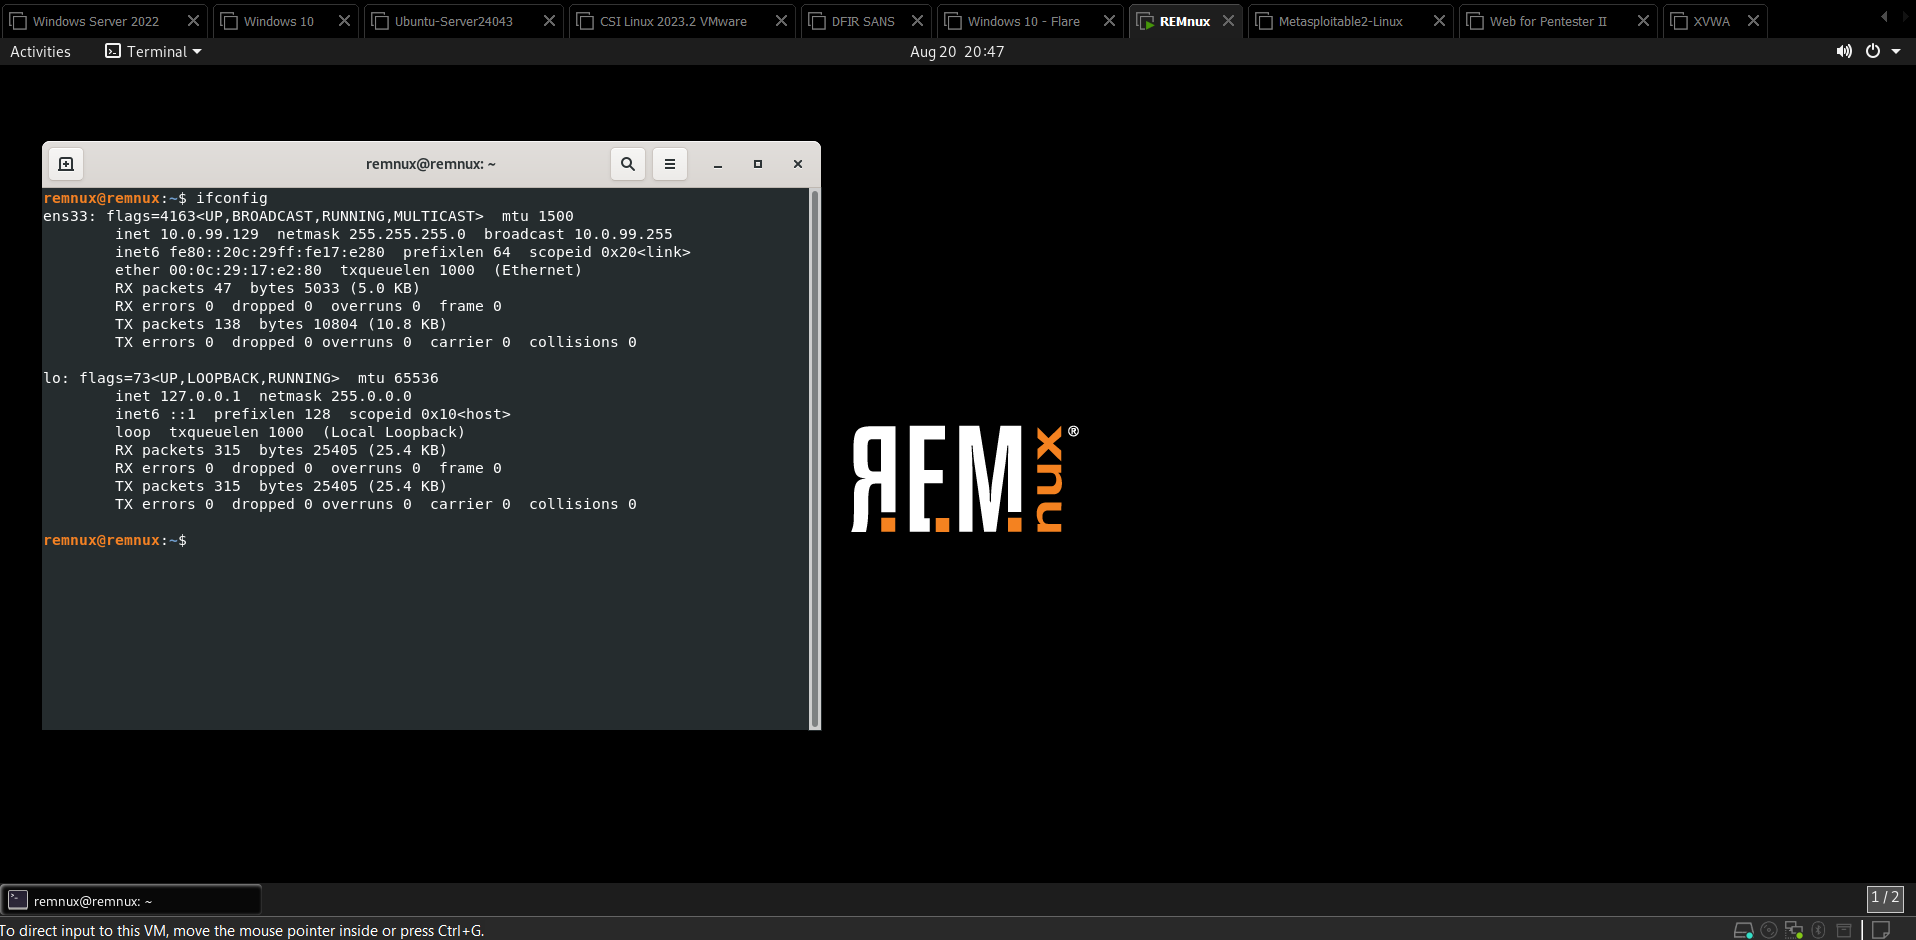 Windows Server 2022 Windows 10 Ubuntu-Server24043 CSI Linux 2023.2 VMware DFIR SANS Windows 10 - Flare REMnux Metasploitable2-Linux Web for Pentester II XVWA
Activities Terminal Aug 20 20:47
remnux@remnux: ~
remnux@remnux:~$ ifconfig
ens33: flags=4163<UP,BROADCAST,RUNNING,MULTICAST>  mtu 1500
        inet 10.0.99.129  netmask 255.255.255.0  broadcast 10.0.99.255
        inet6 fe80::20c:29ff:fe17:e280  prefixlen 64  scopeid 0x20<link>
        ether 00:0c:29:17:e2:80  txqueuelen 1000  (Ethernet)
        RX packets 47  bytes 5033 (5.0 KB)
        RX errors 0  dropped 0  overruns 0  frame 0
        TX packets 138  bytes 10804 (10.8 KB)
        TX errors 0  dropped 0 overruns 0  carrier 0  collisions 0
lo: flags=73<UP,LOOPBACK,RUNNING>  mtu 65536
        inet 127.0.0.1  netmask 255.0.0.0
        inet6 ::1  prefixlen 128  scopeid 0x10<host>
        loop  txqueuelen 1000  (Local Loopback)
        RX packets 315  bytes 25405 (25.4 KB)
        RX errors 0  dropped 0  overruns 0  frame 0
        TX packets 315  bytes 25405 (25.4 KB)
        TX errors 0  dropped 0 overruns 0  carrier 0  collisions 0
remnux@remnux:~$
REM nux ®
remnux@remnux: ~ 1 / 2
To direct input to this VM, move the mouse pointer inside or press Ctrl+G.